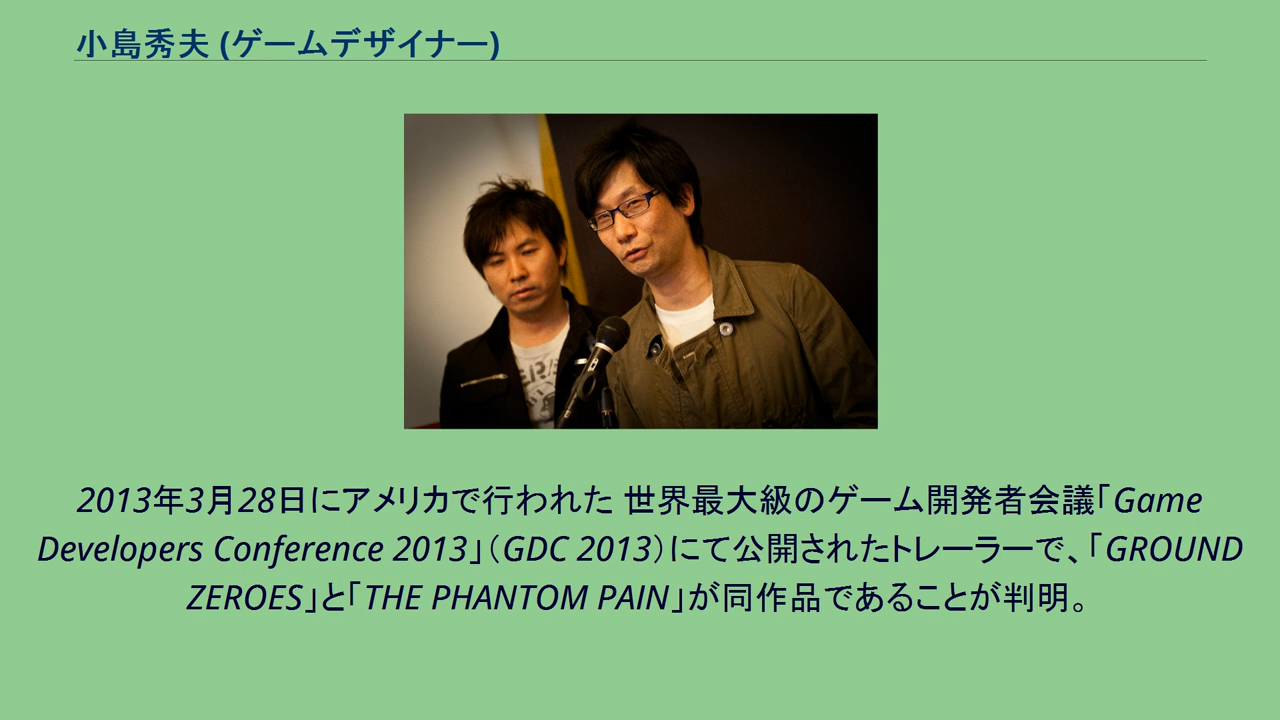 小島秀夫 (ゲームデザイナー)
2013年3月28日にアメリカで行われた 世界最大級のゲーム開発者会議「Game
Developers Conference 2013」（GDC 2013）にて公開されたトレーラーで、「GROUND
ZEROES」と「THE PHANTOM PAIN」が同作品であることが判明。